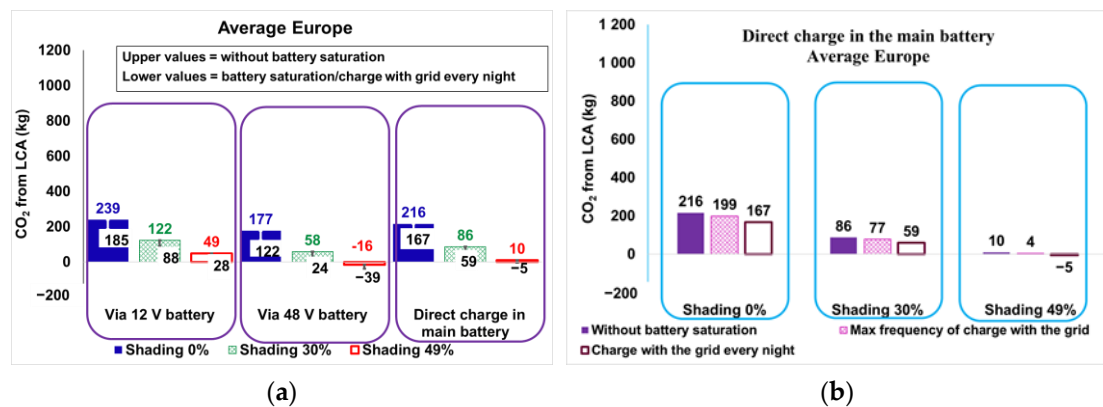 Average Europe
Upper values = without battery saturation
Lower values = battery saturation/charge with grid every night
CO₂ from LCA (kg)
1200
1000
800
600
400
200
0
−200
239
185
122
88
49
28
177
122
58
24
-16
−39
216
167
86
59
10
−5
Via 12 V battery
Via 48 V battery
Direct charge in main battery
Shading 0%
Shading 30%
Shading 49%
(a)
Direct charge in the main battery
Average Europe
CO₂ from LCA (kg)
1 200
1 000
800
600
400
200
0
−200
216
199
167
86
77
59
10
4
−5
Shading 0%
Shading 30%
Shading 49%
Without battery saturation
Max frequency of charge with the grid
Charge with the grid every night
(b)